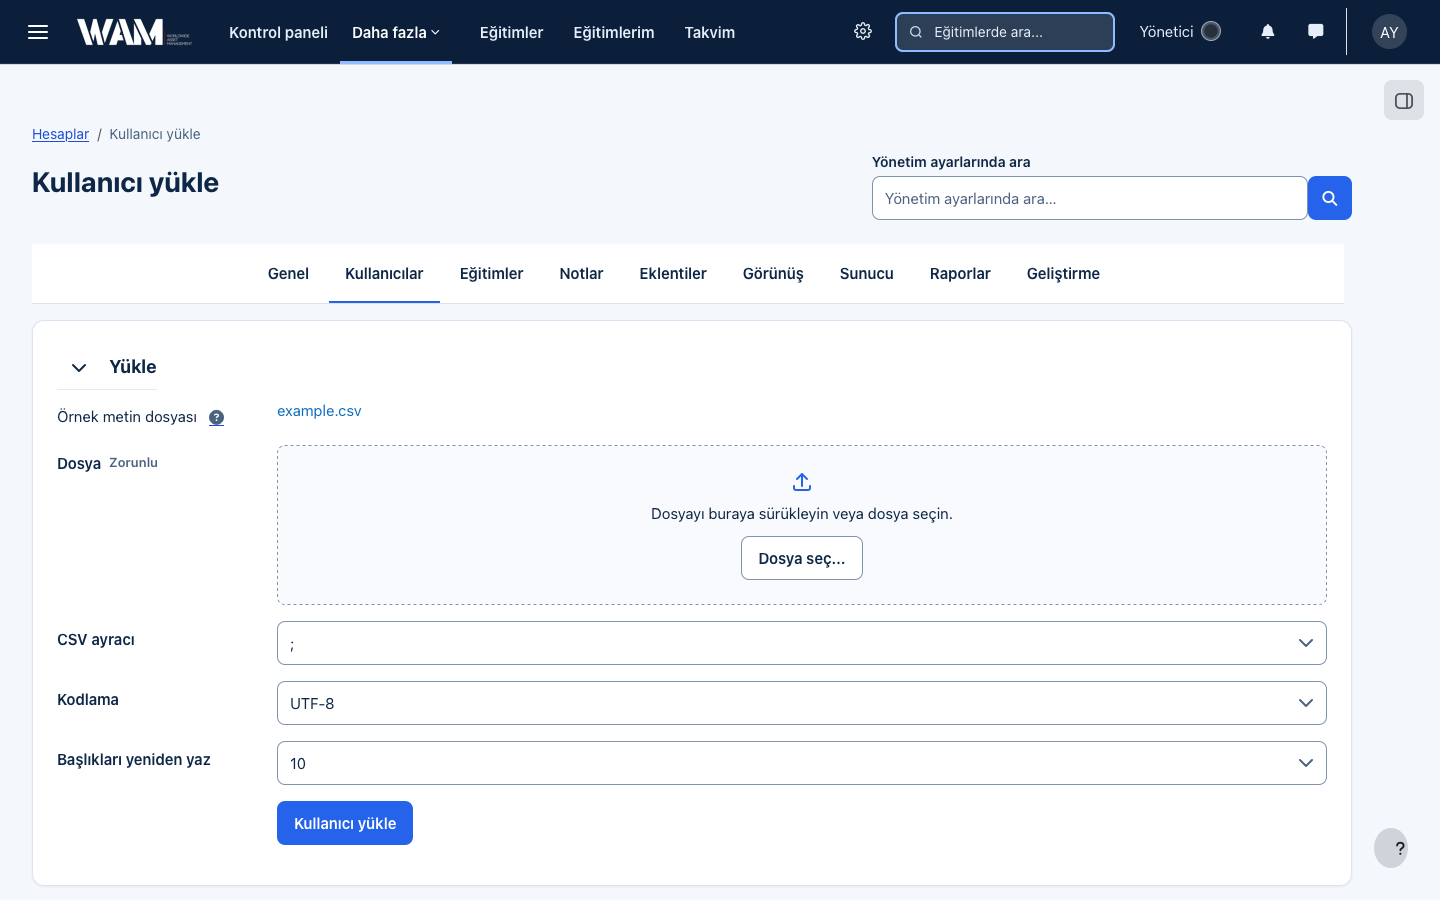 WAM WORLDWIDE ASSET MANAGEMENT
Kontrol paneli
Daha fazla
Eğitimler
Eğitimlerim
Takvim
Eğitimlerde ara...
Yönetici
AY
Hesaplar / Kullanıcı yükle
Kullanıcı yükle
Yönetim ayarlarında ara
Yönetim ayarlarında ara...
Genel
Kullanıcılar
Eğitimler
Notlar
Eklentiler
Görünüş
Sunucu
Raporlar
Geliştirme
Yükle
Örnek metin dosyası ?
example.csv
Dosya Zorunlu
Dosyayı buraya sürükleyin veya dosya seçin.
Dosya seç...
CSV ayracı
;
Kodlama
UTF-8
Başlıkları yeniden yaz
10
Kullanıcı yükle
?